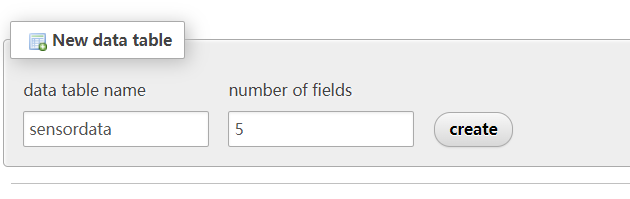 New data table
data table name number of fields
sensordata 5 create